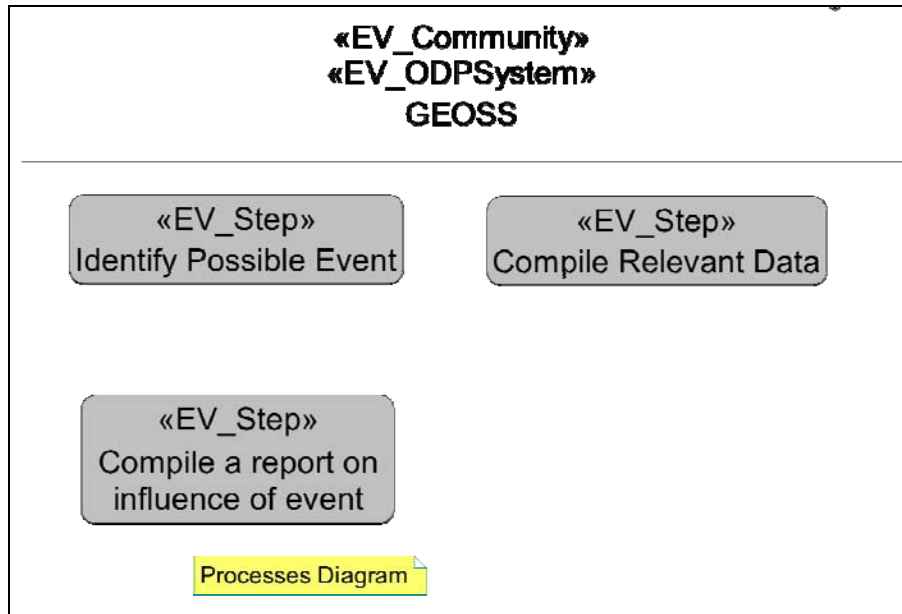 «EV_Community»
«EV_ODPSystem»
GEOSS
«EV_Step»
Identify Possible Event
«EV_Step»
Compile Relevant Data
«EV_Step»
Compile a report on
influence of event
Processes Diagram